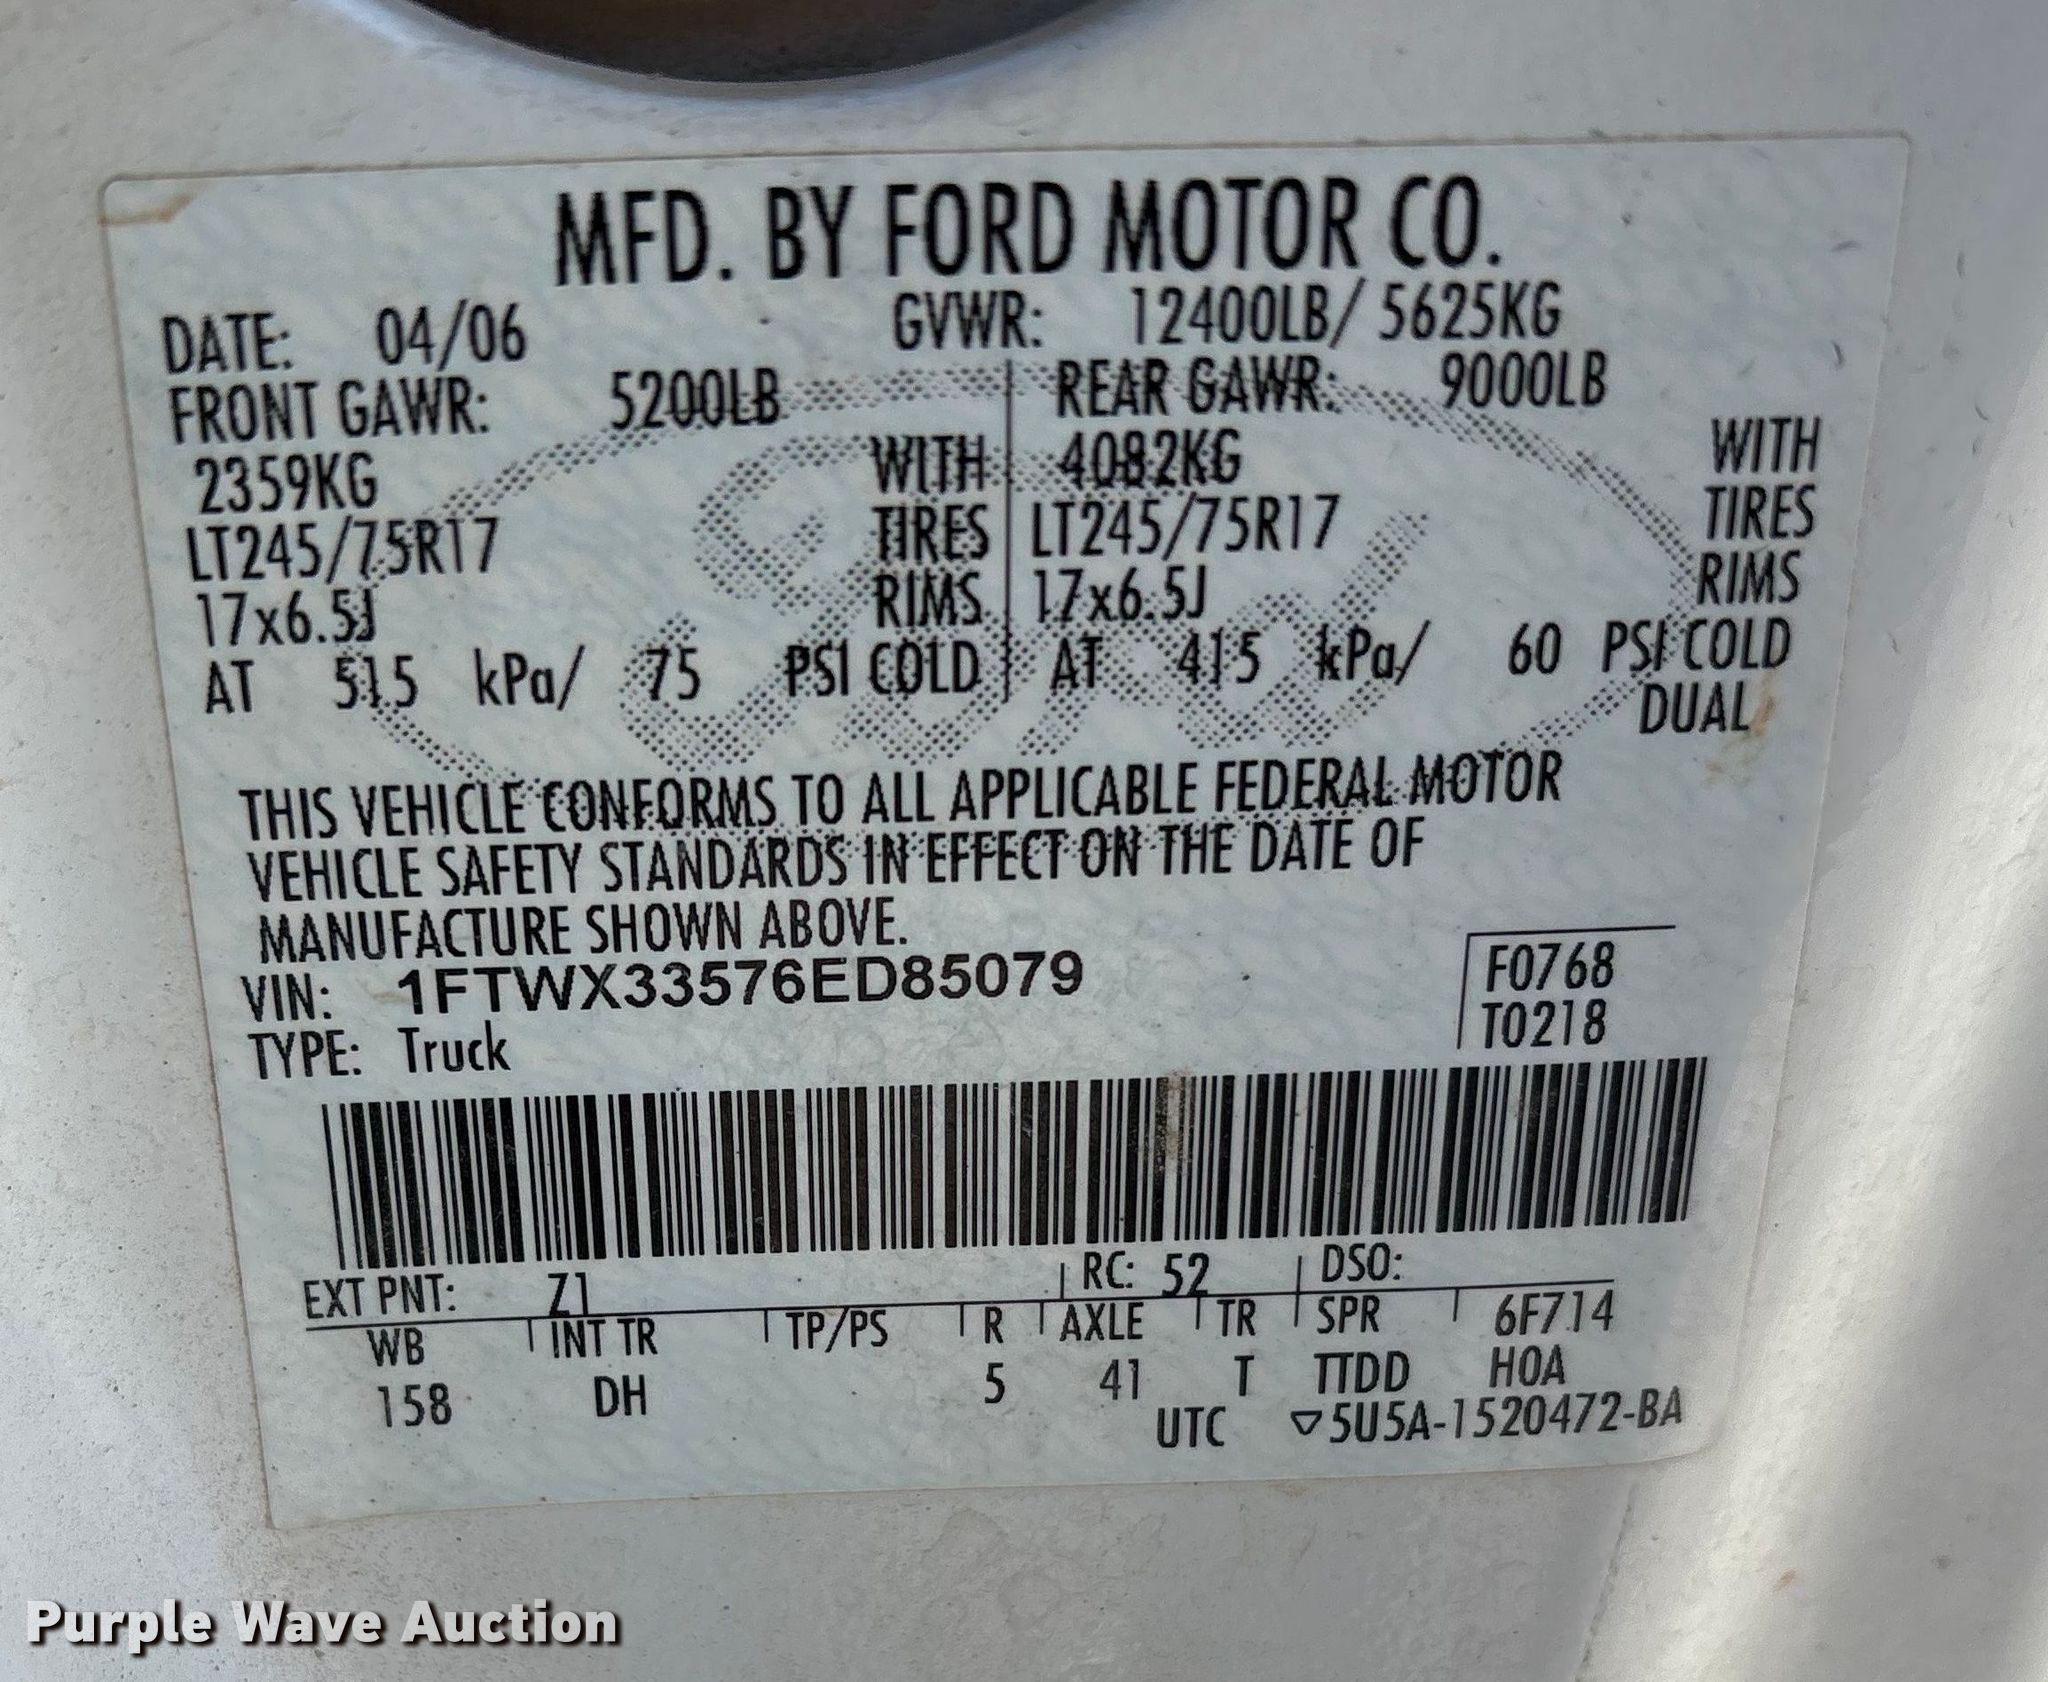 MFD. BY FORD MOTOR CO.
DATE: 04/06 GVWR: 12400LB/ 5625KG
FRONT GAWR: 5200LB REAR GAWR: 9000LB
2359KG WITH 4082KG WITH
LT245/75R17 TIRES LT245/75R17 TIRES
17x6.5J RIMS 17x6.5J RIMS
AT 515 kPa/ 75 PSI COLD AT 415 kPa/ 60 PSI COLD
DUAL
THIS VEHICLE CONFORMS TO ALL APPLICABLE FEDERAL MOTOR
VEHICLE SAFETY STANDARDS IN EFFECT ON THE DATE OF
MANUFACTURE SHOWN ABOVE.
VIN: 1FTWX33576ED85079 F0768
TYPE: Truck T0218
EXT PNT: Z1 RC: 52 DSO:
WB INT TR TP/PS R AXLE TR SPR 6F714
158 DH 5 41 T TTDD HOA
UTC ▽5U5A-1520472-BA
Purple Wave Auction